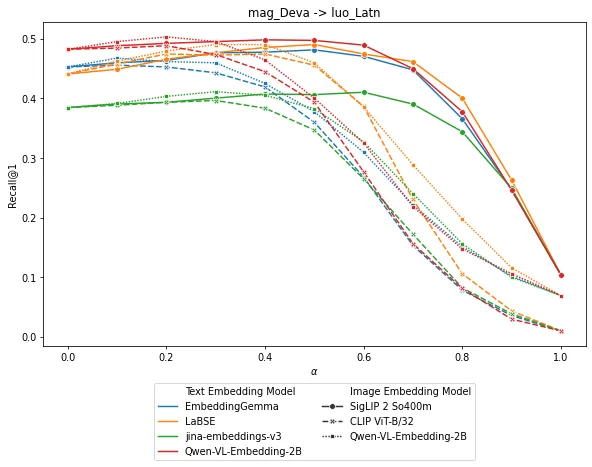 mag_Deva -> luo_Latn
Recall@1
0.5
0.4
0.3
0.2
0.1
0.0
0.0 0.2 0.4 0.6 0.8 1.0
α
Text Embedding Model Image Embedding Model
EmbeddingGemma SigLIP 2 So400m
LaBSE CLIP ViT-B/32
jina-embeddings-v3 Qwen-VL-Embedding-2B
Qwen-VL-Embedding-2B